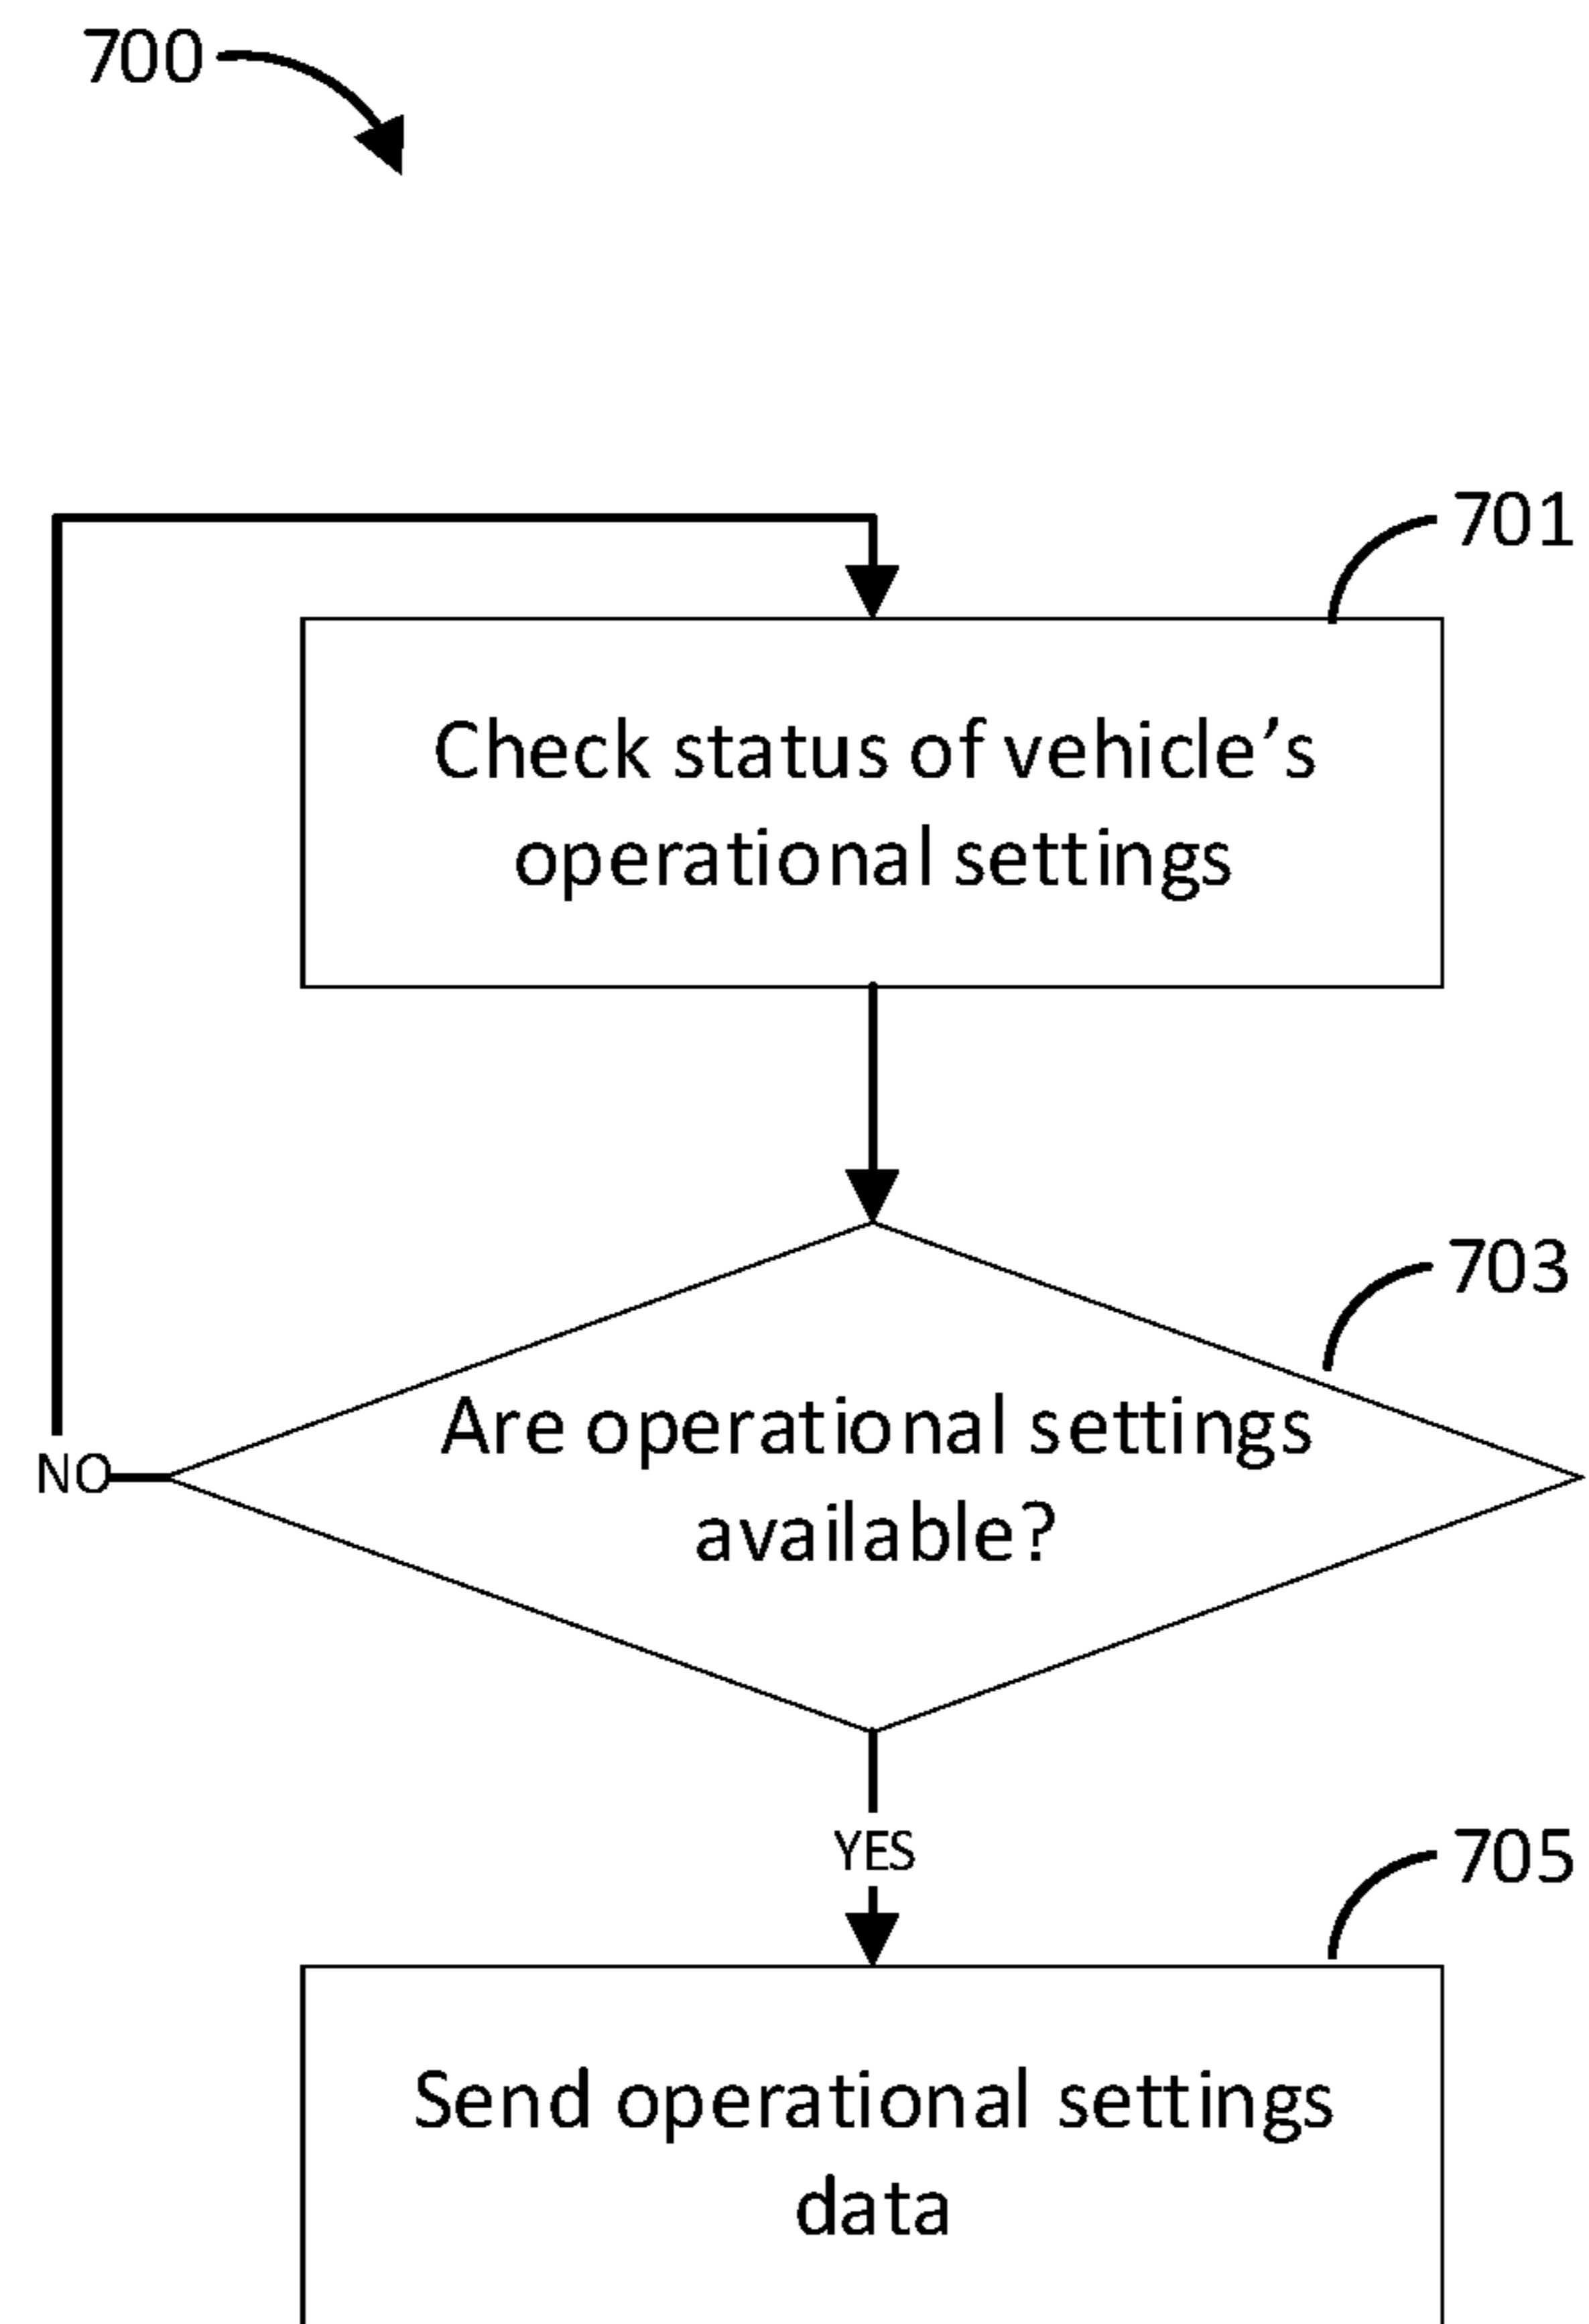 700
701
Check status of vehicle’s
operational settings
703
Are operational settings
available?
NO
YES
705
Send operational settings
data